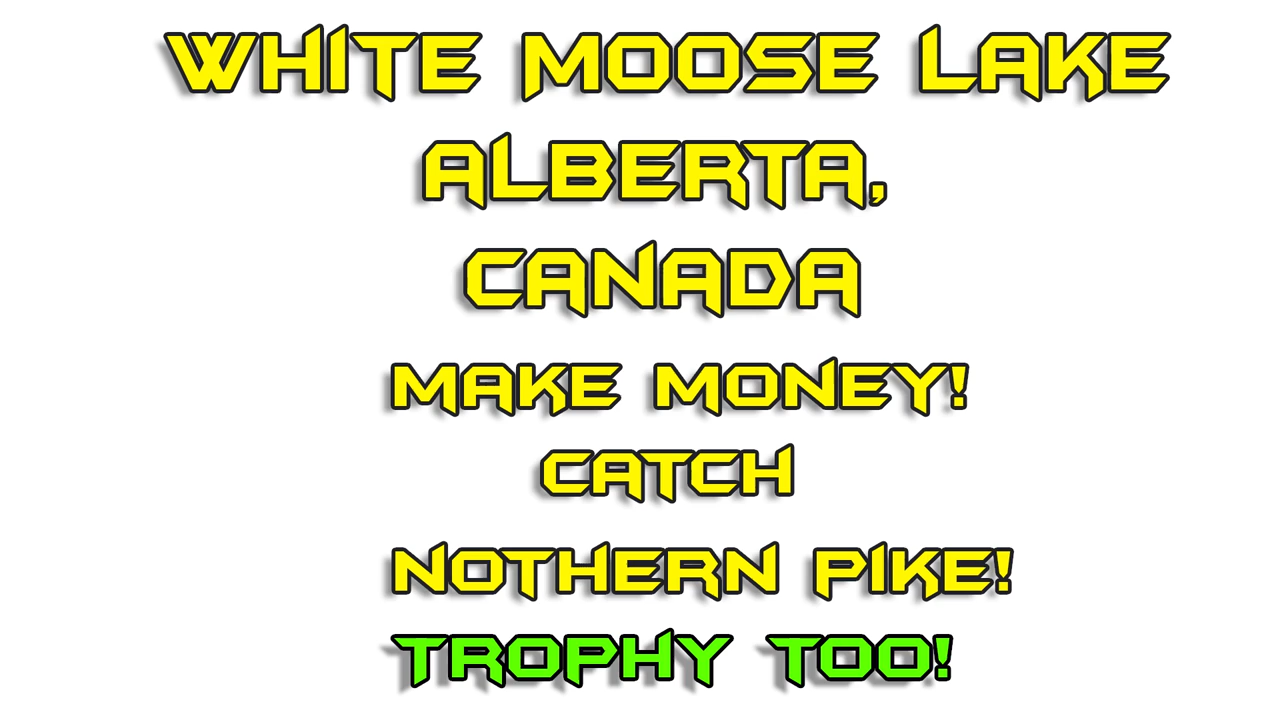 WHITE MOOSE LAKE
ALBERTA,
CANADA
MAKE MONEY!
CATCH
NOTHERN PIKE!
TROPHY TOO!